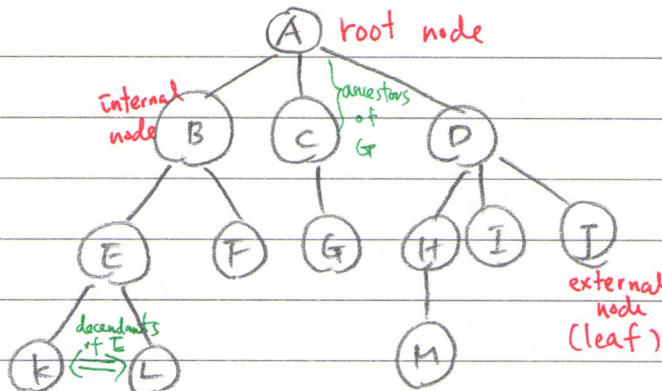 A root node
internal
node
ancestors
of
G
B C D
E F G H I J
external
node
(leaf)
decendants
of E
K L M